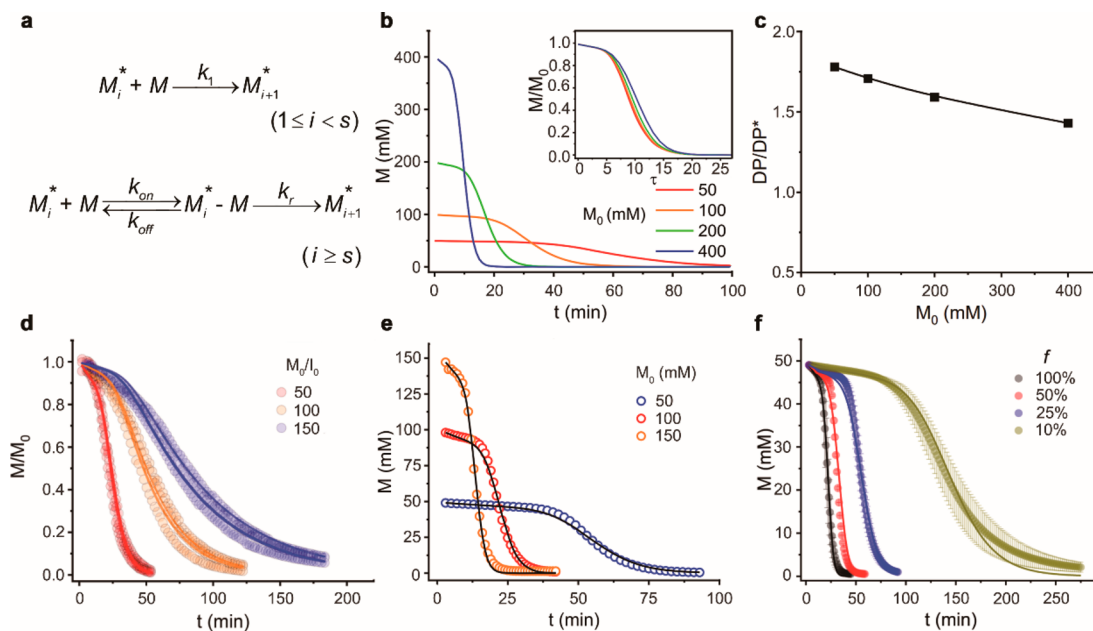 a
M*i + M k1 → M*i+1
(1 ≤ i < s)
M*i + M kon ⇌ koff M*i - M kr → M*i+1
(i ≥ s)
b
M (mM)
400
300
200
100
0
0 20 40 60 80 100
t (min)
M/M0
1.0
0.8
0.6
0.4
0.2
0.0
0 5 10 15 20 25
τ
M0 (mM)
50
100
200
400
c
DP/DP*
2.0
1.5
1.0
0.5
0 100 200 300 400
M0 (mM)
d
M/M0
1.0
0.8
0.6
0.4
0.2
0.0
0 50 100 150 200
t (min)
M0/I0
50
100
150
e
M (mM)
150
125
100
75
50
25
0
0 25 50 75 100
t (min)
M0 (mM)
50
100
150
f
M (mM)
50
40
30
20
10
0
0 50 100 150 200 250
t (min)
f
100%
50%
25%
10%